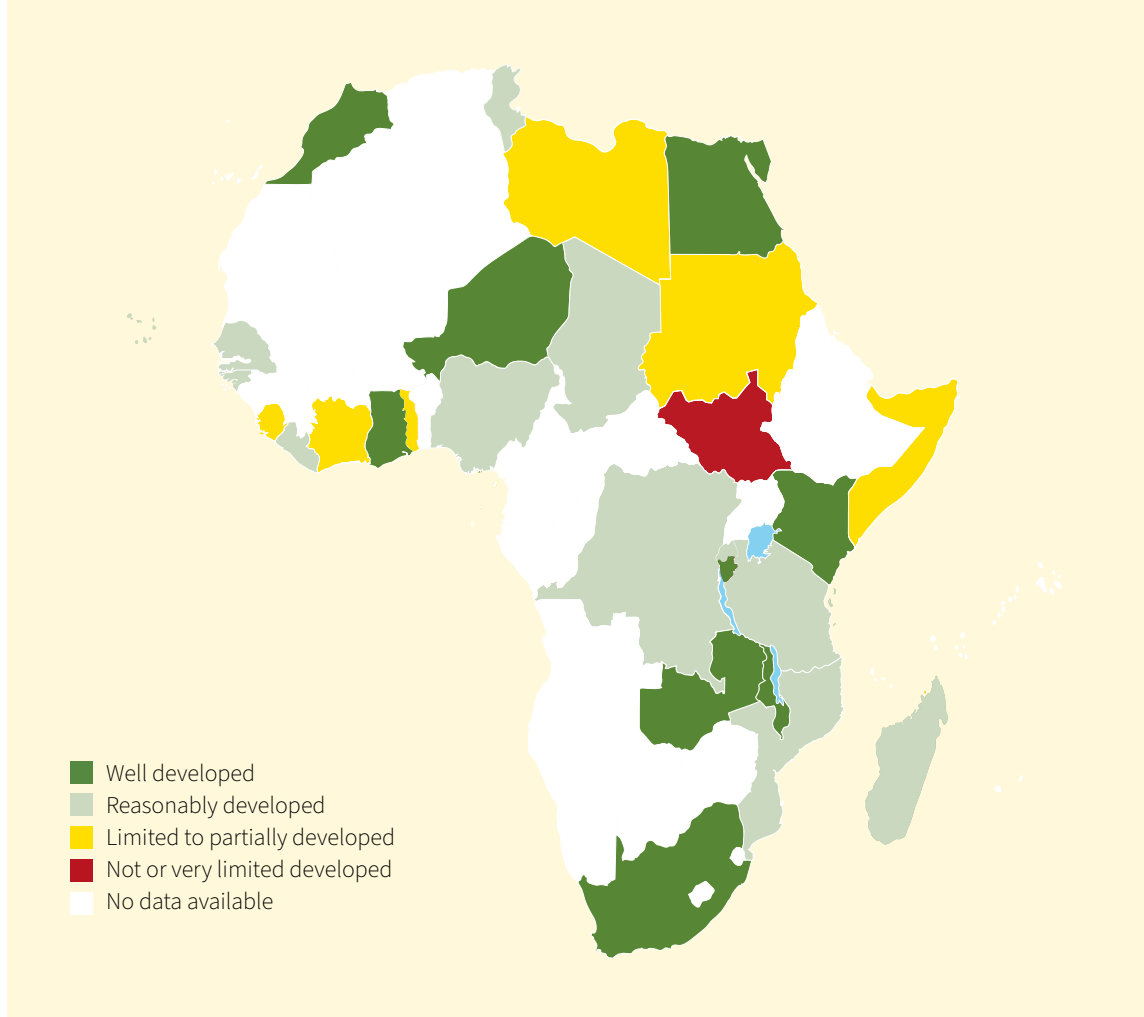 Well developed
Reasonably developed
Limited to partially developed
Not or very limited developed
No data available